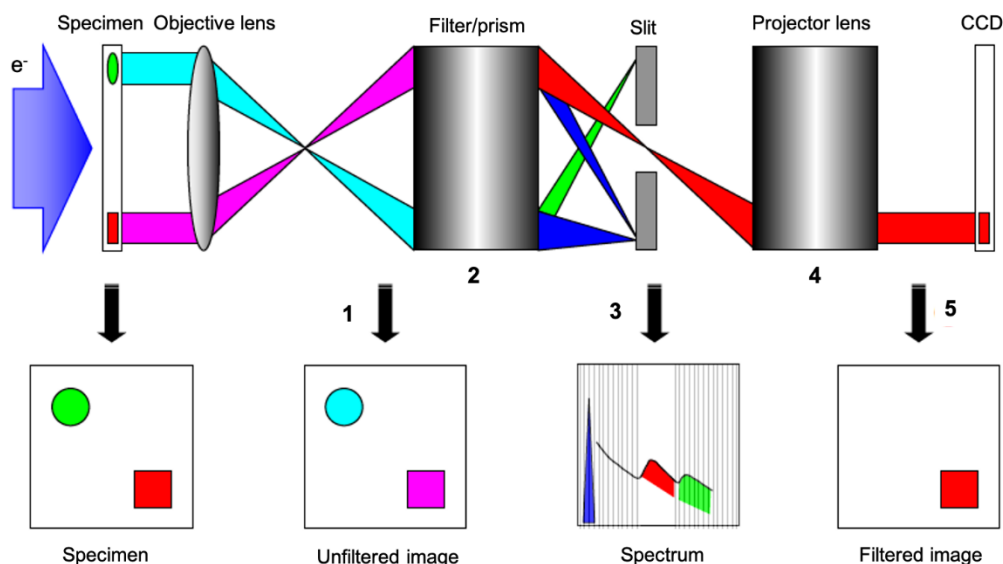 Specimen Objective lens Filter/prism Slit Projector lens CCD
e-
2 4
1 3 5
Specimen Unfiltered image Spectrum Filtered image